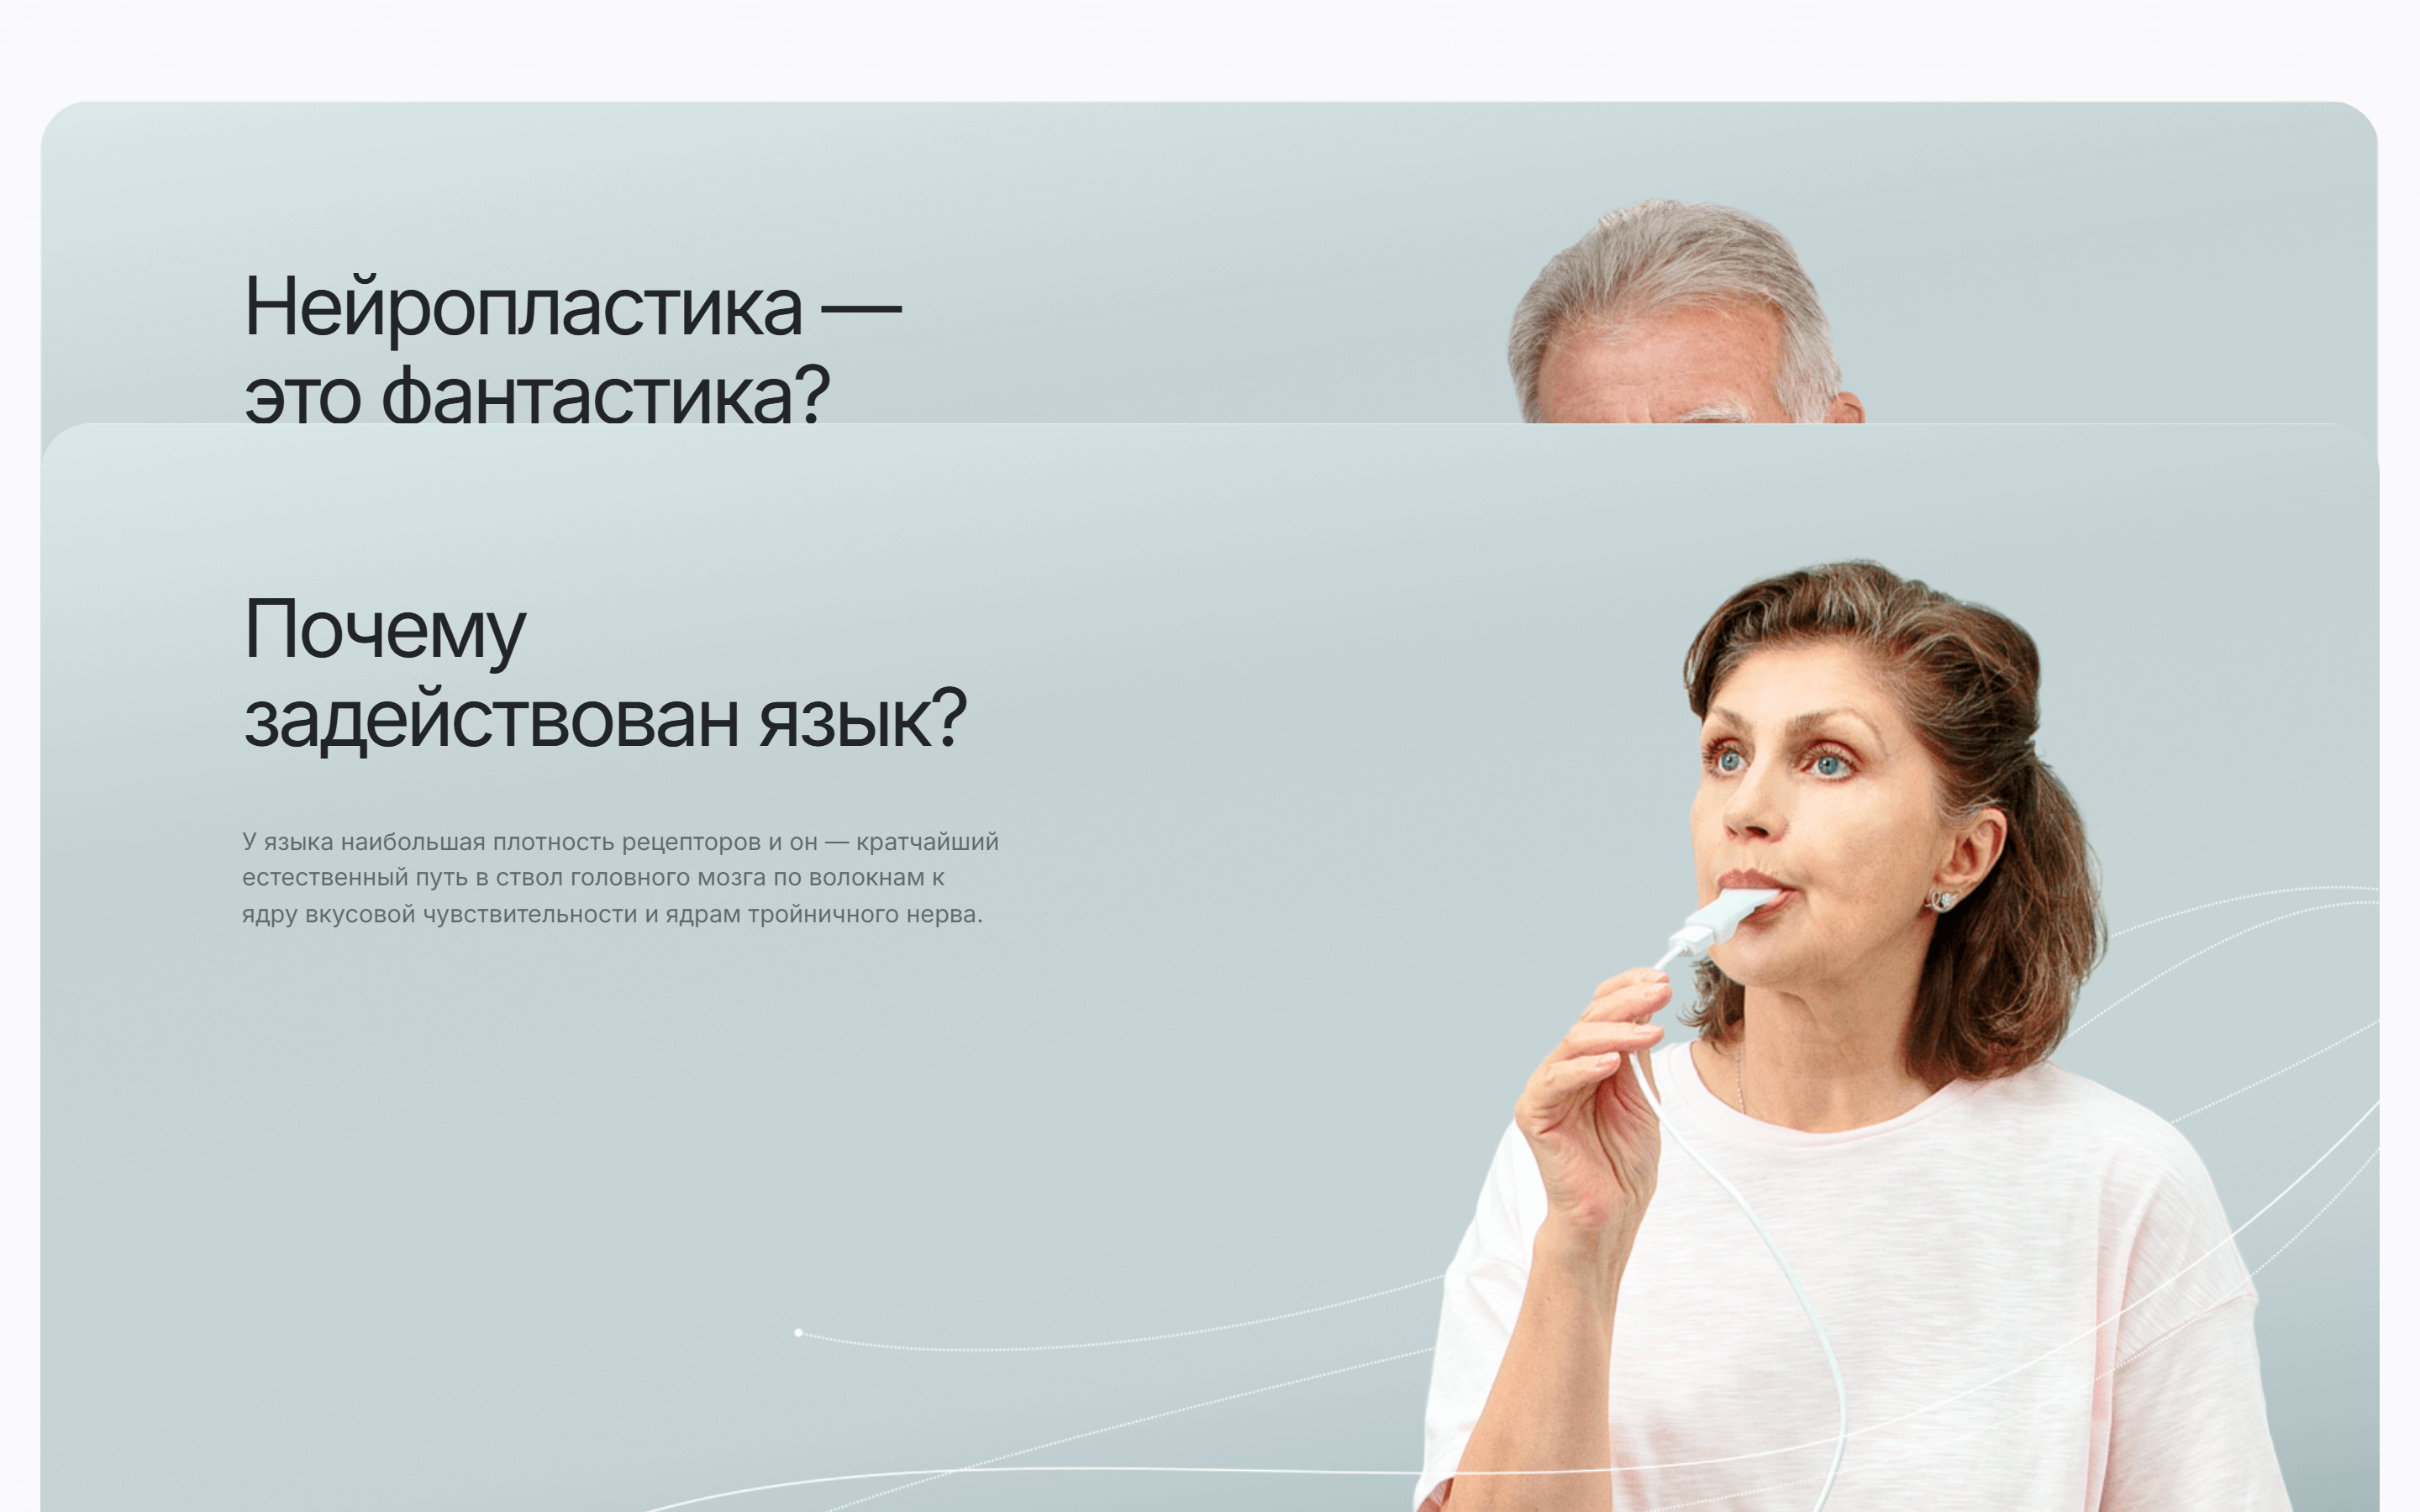 Нейропластика —
это фантастика?
Почему
задействован язык?
У языка наибольшая плотность рецепторов и он — кратчайший
естественный путь в ствол головного мозга по волокнам к
ядру вкусовой чувствительности и ядрам тройничного нерва.